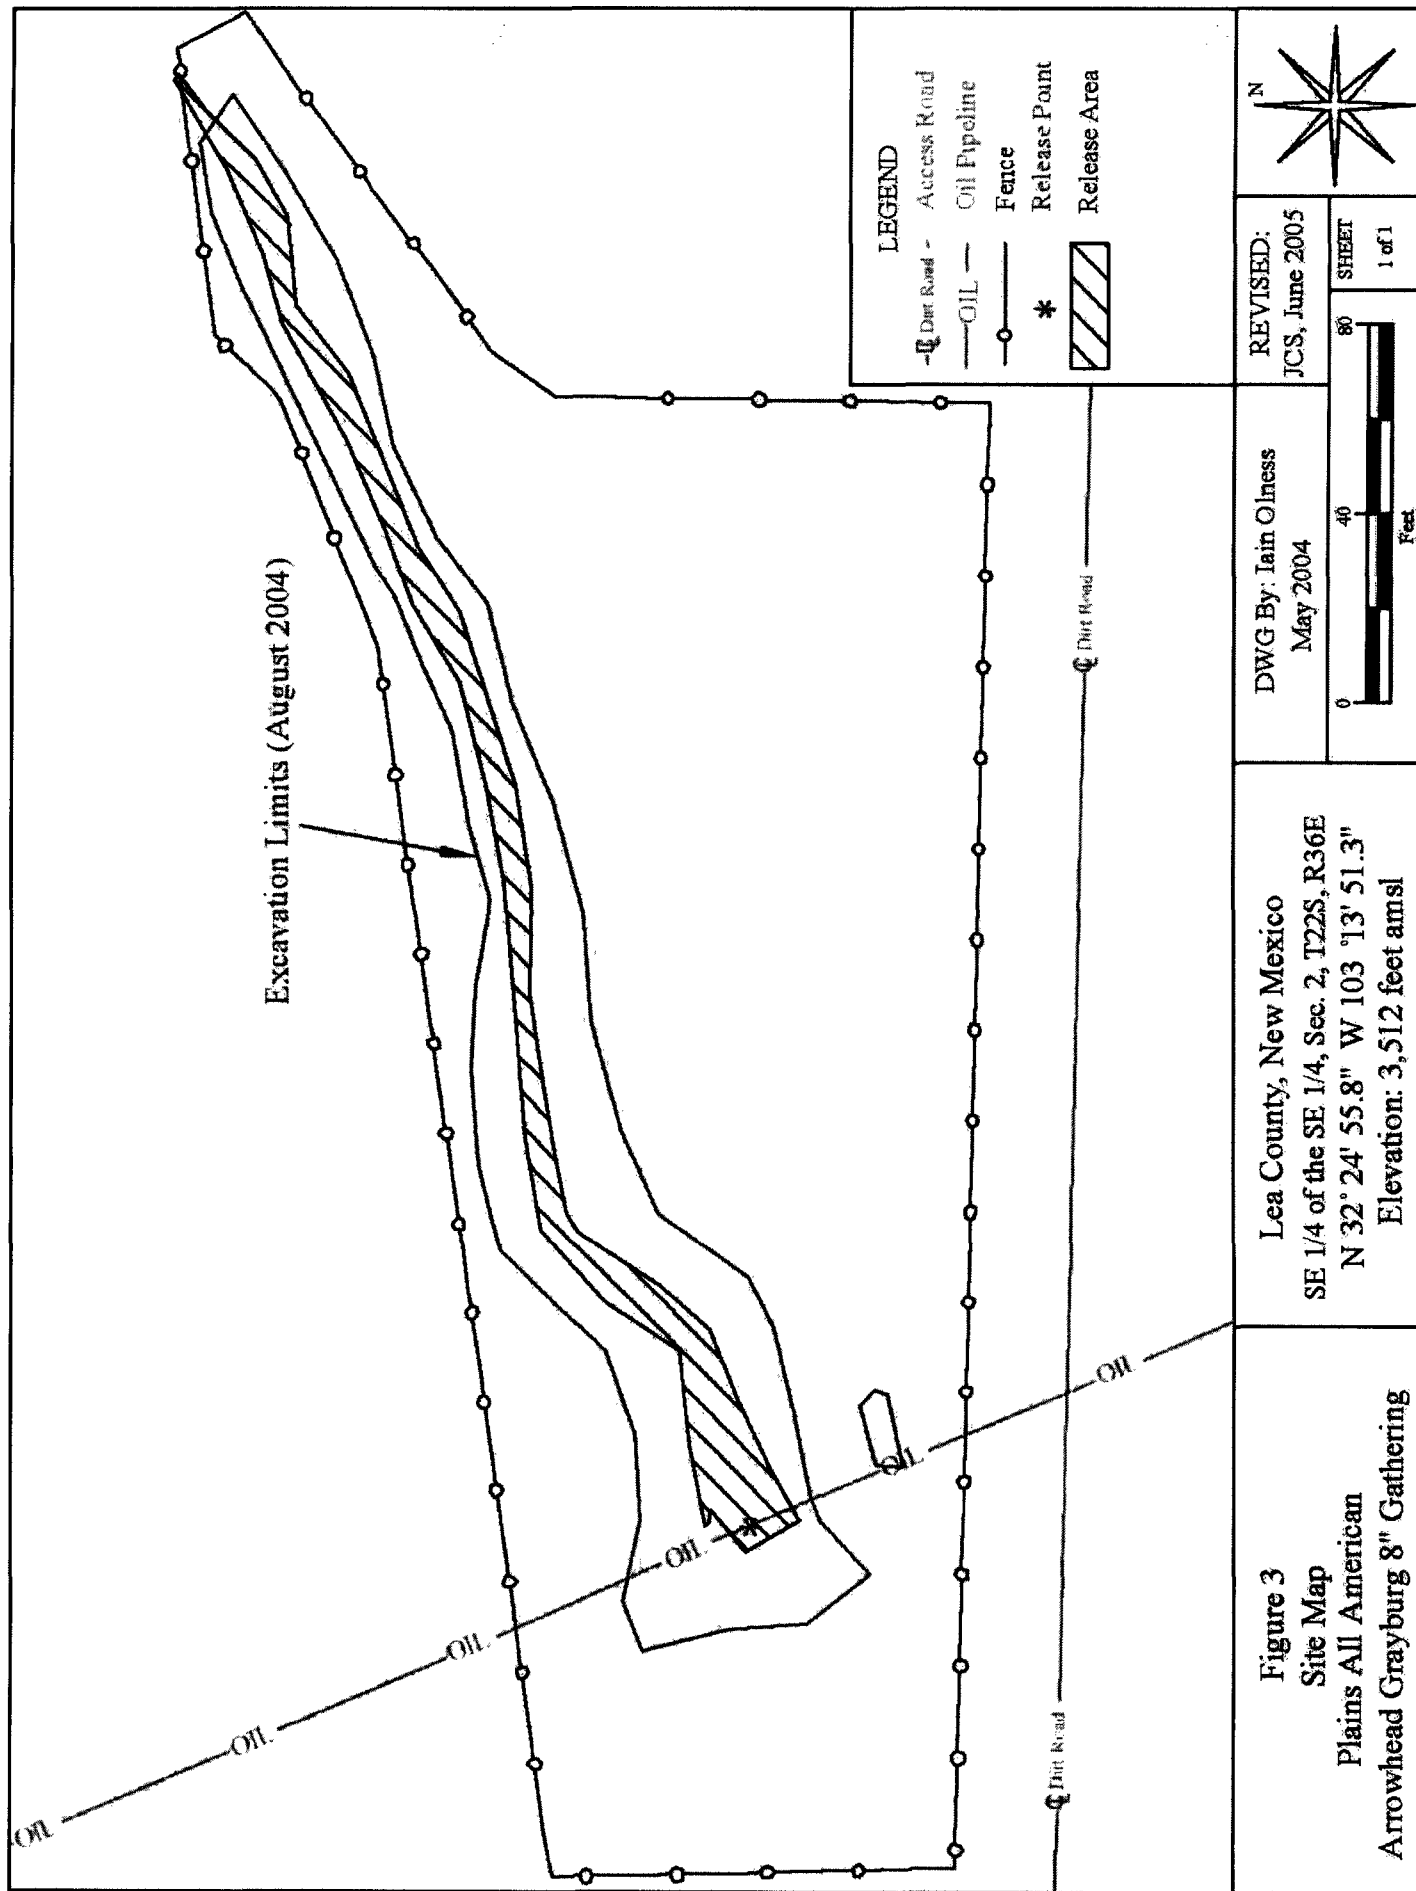 Excavation Limits (August 2004)
OIL
OIL
OIL
OIL
OIL
OIL
℄ Dirt Road
℄ Dirt Road
LEGEND
-℄ Dirt Road - Access Road
—OIL— Oil Pipeline
Fence
* Release Point
Release Area
Figure 3
Site Map
Plains All American
Arrowhead Grayburg 8" Gathering
Lea County, New Mexico
SE 1/4 of the SE 1/4, Sec. 2, T22S, R36E
N 32° 24' 55.8" W 103 °13' 51.3"
Elevation: 3,512 feet amsl
DWG By: Iain Olness
May 2004
REVISED:
JCS, June 2005
0 40 80
Feet
SHEET
1 of 1
N